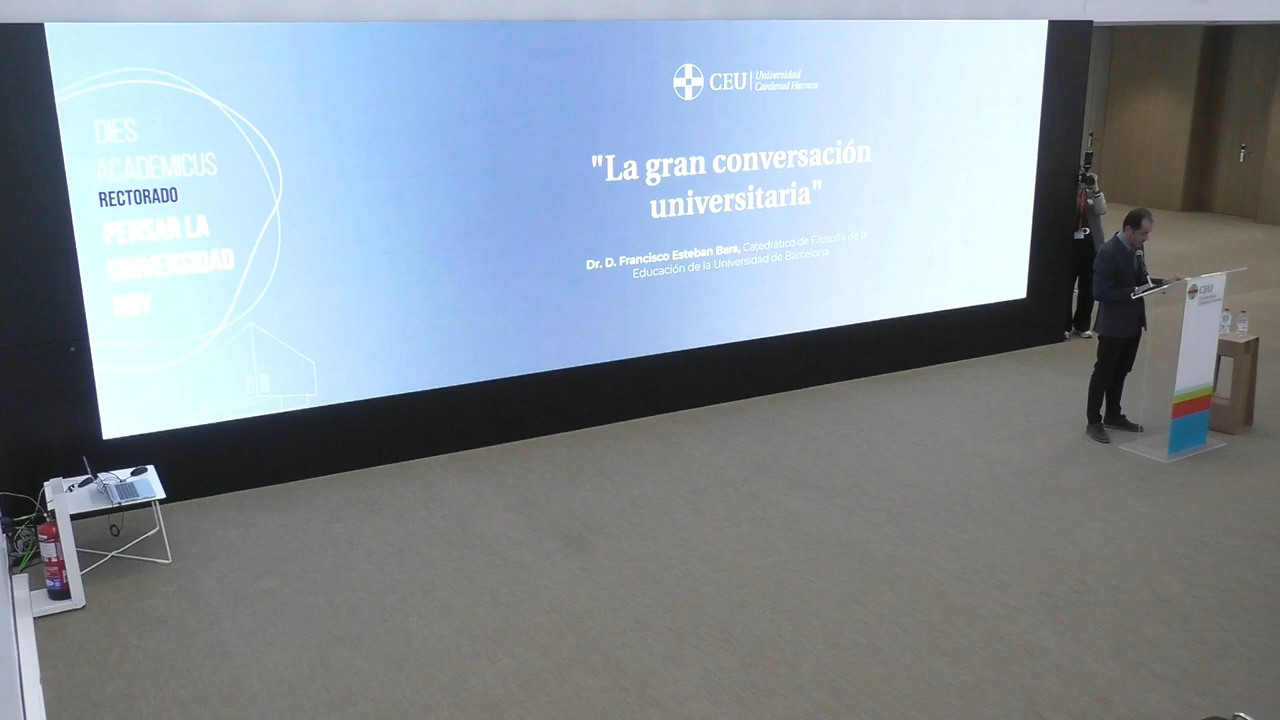 DIES
ACADEMICUS
RECTORADO
PENSAR LA
UNIVERSIDAD
HOY
CEU Universidad
Cardenal Herrera
"La gran conversación
universitaria"
Dr. D. Francisco Esteban Bara, Catedrático de Filosofía de la
Educación de la Universidad de Barcelona
CEU